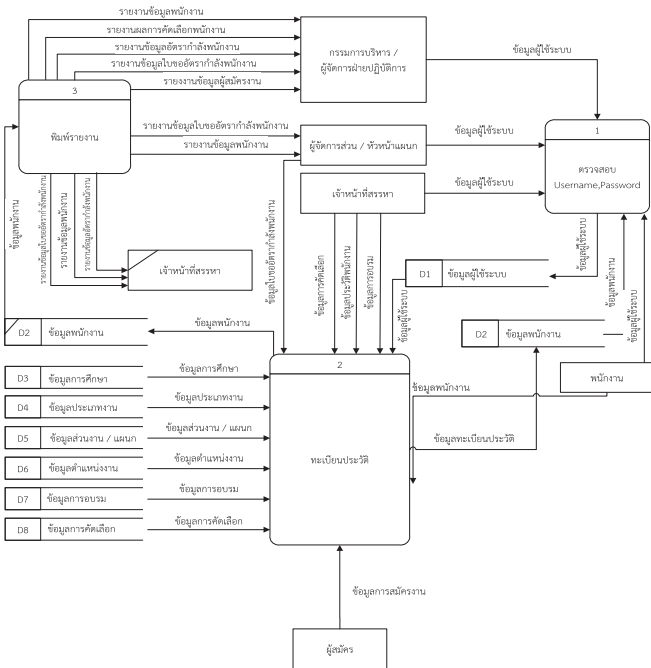 รายงานข้อมูลพนักงาน
รายงานผลการคัดเลือกพนักงาน
รายงานข้อมูลอัตรากำลังพนักงาน
รายงานข้อมูลใบขออัตรากำลังพนักงาน
รายงงานข้อมูลผู้สมัครงาน
กรรมการบริหาร /
ผู้จัดการฝ่ายปฏิบัติการ
ข้อมูลผู้ใช้ระบบ
3
พิมพ์รายงาน
รายงานข้อมูลใบขออัตรากำลังพนักงาน
รายงานข้อมูลพนักงาน
ผู้จัดการส่วน / หัวหน้าแผนก
ข้อมูลผู้ใช้ระบบ
1
ตรวจสอบ
Username,Password
เจ้าหน้าที่สรรหา
ข้อมูลผู้ใช้ระบบ
ข้อมูลพนักงาน
รายงานข้อมูลใบขออัตรากำลังพนักงาน
รายงานข้อมูลพนักงาน
รายงานข้อมูลอัตรากำลังพนักงาน
เจ้าหน้าที่สรรหา
ข้อมูลใบขออัตรากำลังพนักงาน
ข้อมูลการคัดเลือก
ข้อมูลประวัติพนักงาน
ข้อมูลการอบรม
ข้อมูลผู้ใช้ระบบ
D1 ข้อมูลผู้ใช้ระบบ
ข้อมูลผู้ใช้ระบบ
ข้อมูลพนักงาน
ข้อมูลผู้ใช้ระบบ
D2 ข้อมูลพนักงาน
ข้อมูลพนักงาน
D2 ข้อมูลพนักงาน
พนักงาน
2
ทะเบียนประวัติ
ข้อมูลพนักงาน
ข้อมูลทะเบียนประวัติ
D3 ข้อมูลการศึกษา
ข้อมูลการศึกษา
D4 ข้อมูลประเภทงาน
ข้อมูลประเภทงาน
D5 ข้อมูลส่วนงาน / แผนก
ข้อมูลส่วนงาน / แผนก
D6 ข้อมูลตำแหน่งงาน
ข้อมูลตำแหน่งงงาน
D7 ข้อมูลการอบรม
ข้อมูลการอบรม
D8 ข้อมูลการคัดเลือก
ข้อมูลการคัดเลือก
ข้อมูลการสมัครงาน
ผู้สมัคร